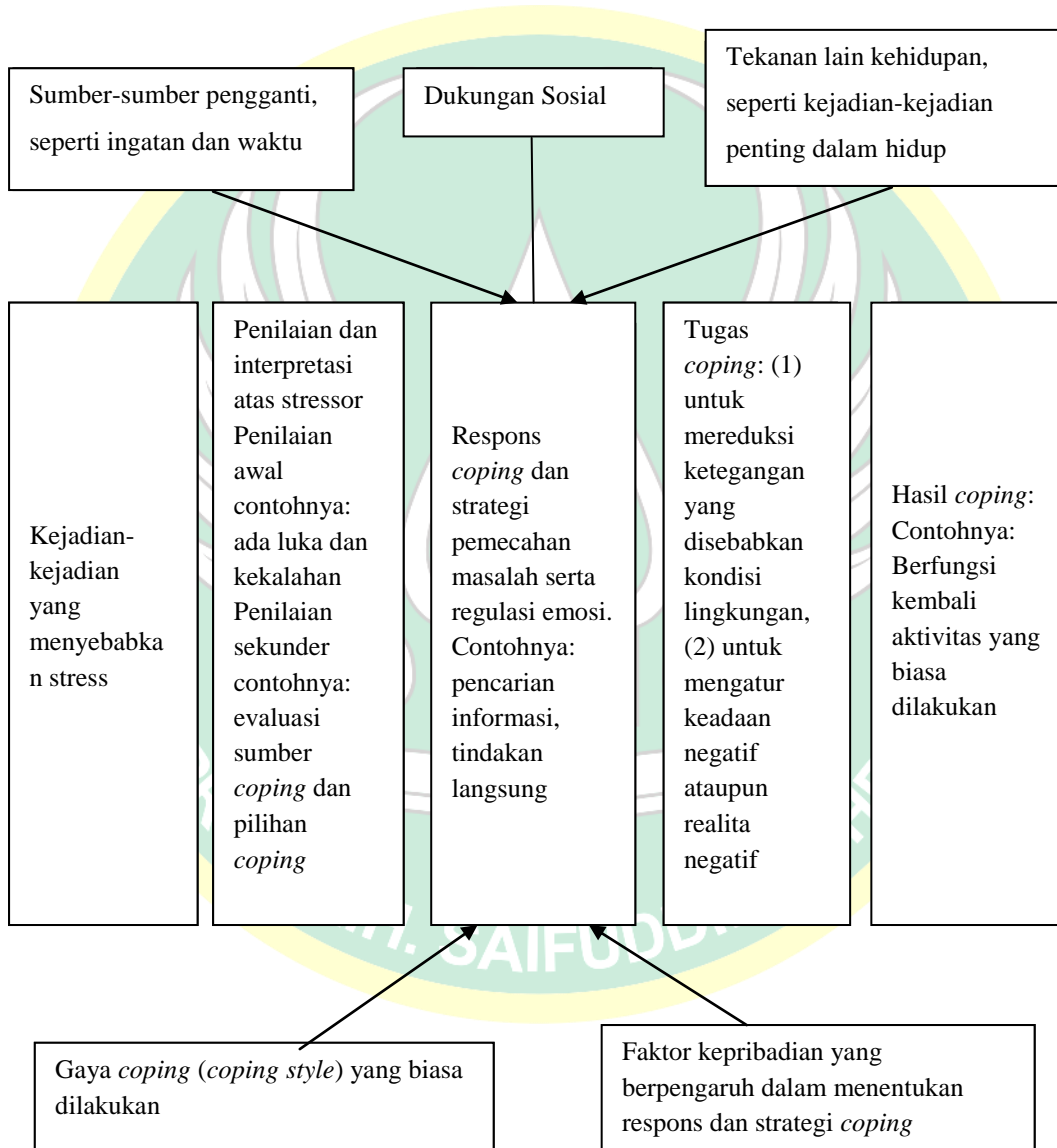 Sumber-sumber pengganti,
seperti ingatan dan waktu
Dukungan Sosial
Tekanan lain kehidupan,
seperti kejadian-kejadian
penting dalam hidup
Kejadian-
kejadian
yang
menyebabka
n stress
Penilaian dan
interpretasi
atas stressor
Penilaian
awal
contohnya:
ada luka dan
kekalahan
Penilaian
sekunder
contohnya:
evaluasi
sumber
coping dan
pilihan
coping
Respons
coping dan
strategi
pemecahan
masalah serta
regulasi emosi.
Contohnya:
pencarian
informasi,
tindakan
langsung
Tugas
coping: (1)
untuk
mereduksi
ketegangan
yang
disebabkan
kondisi
lingkungan,
(2) untuk
mengatur
keadaan
negatif
ataupun
realita
negatif
Hasil coping:
Contohnya:
Berfungsi
kembali
aktivitas yang
biasa
dilakukan
Gaya coping (coping style) yang biasa
dilakukan
Faktor kepribadian yang
berpengaruh dalam menentukan
respons dan strategi coping